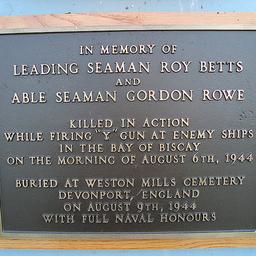 IN MEMORY OF
LEADING SEAMAN ROY BETTS
AND
ABLE SEAMAN GORDON ROWE
KILLED IN ACTION
WHILE FIRING "Y" GUN AT ENEMY SHIPS
IN THE BAY OF BISCAY
ON THE MORNING OF AUGUST 6TH, 1944
BURIED AT WESTON MILLS CEMETERY
DEVONPORT, ENGLAND
ON AUGUST 9TH, 1944
WITH FULL NAVAL HONOURS